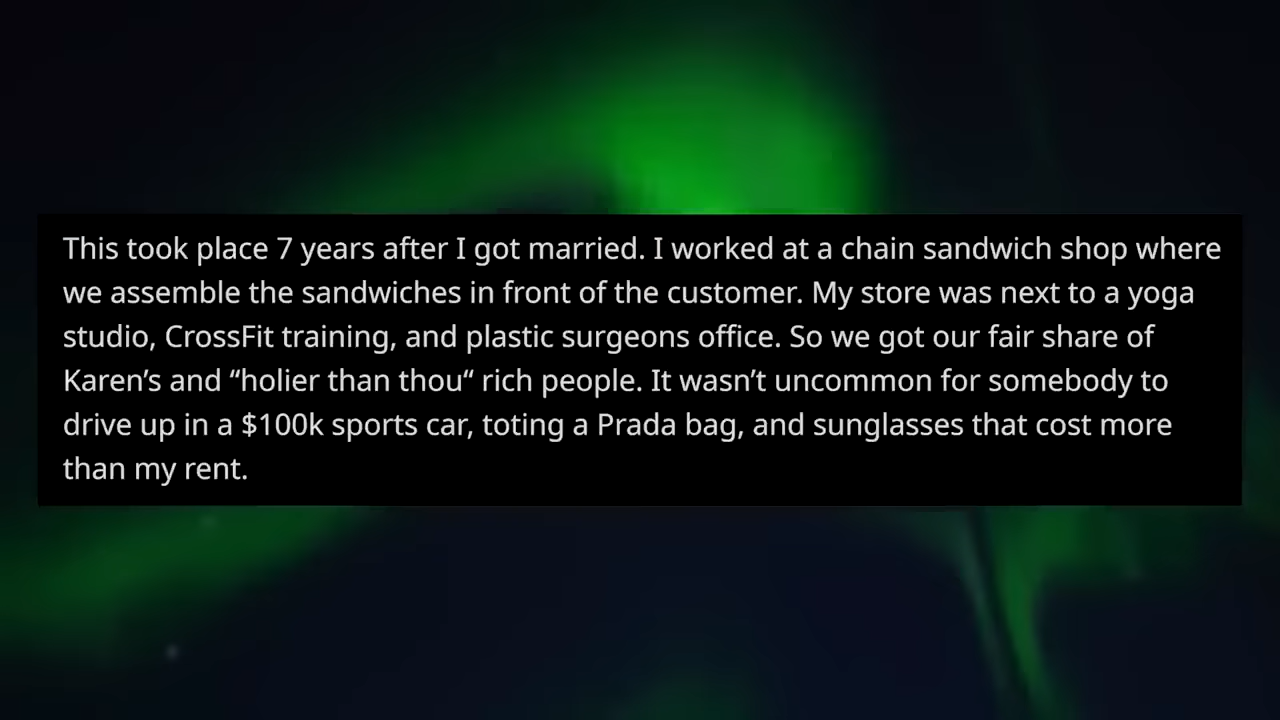 This took place 7 years after I got married. I worked at a chain sandwich shop where
we assemble the sandwiches in front of the customer. My store was next to a yoga
studio, CrossFit training, and plastic surgeons office. So we got our fair share of
Karen’s and “holier than thou“ rich people. It wasn’t uncommon for somebody to
drive up in a $100k sports car, toting a Prada bag, and sunglasses that cost more
than my rent.